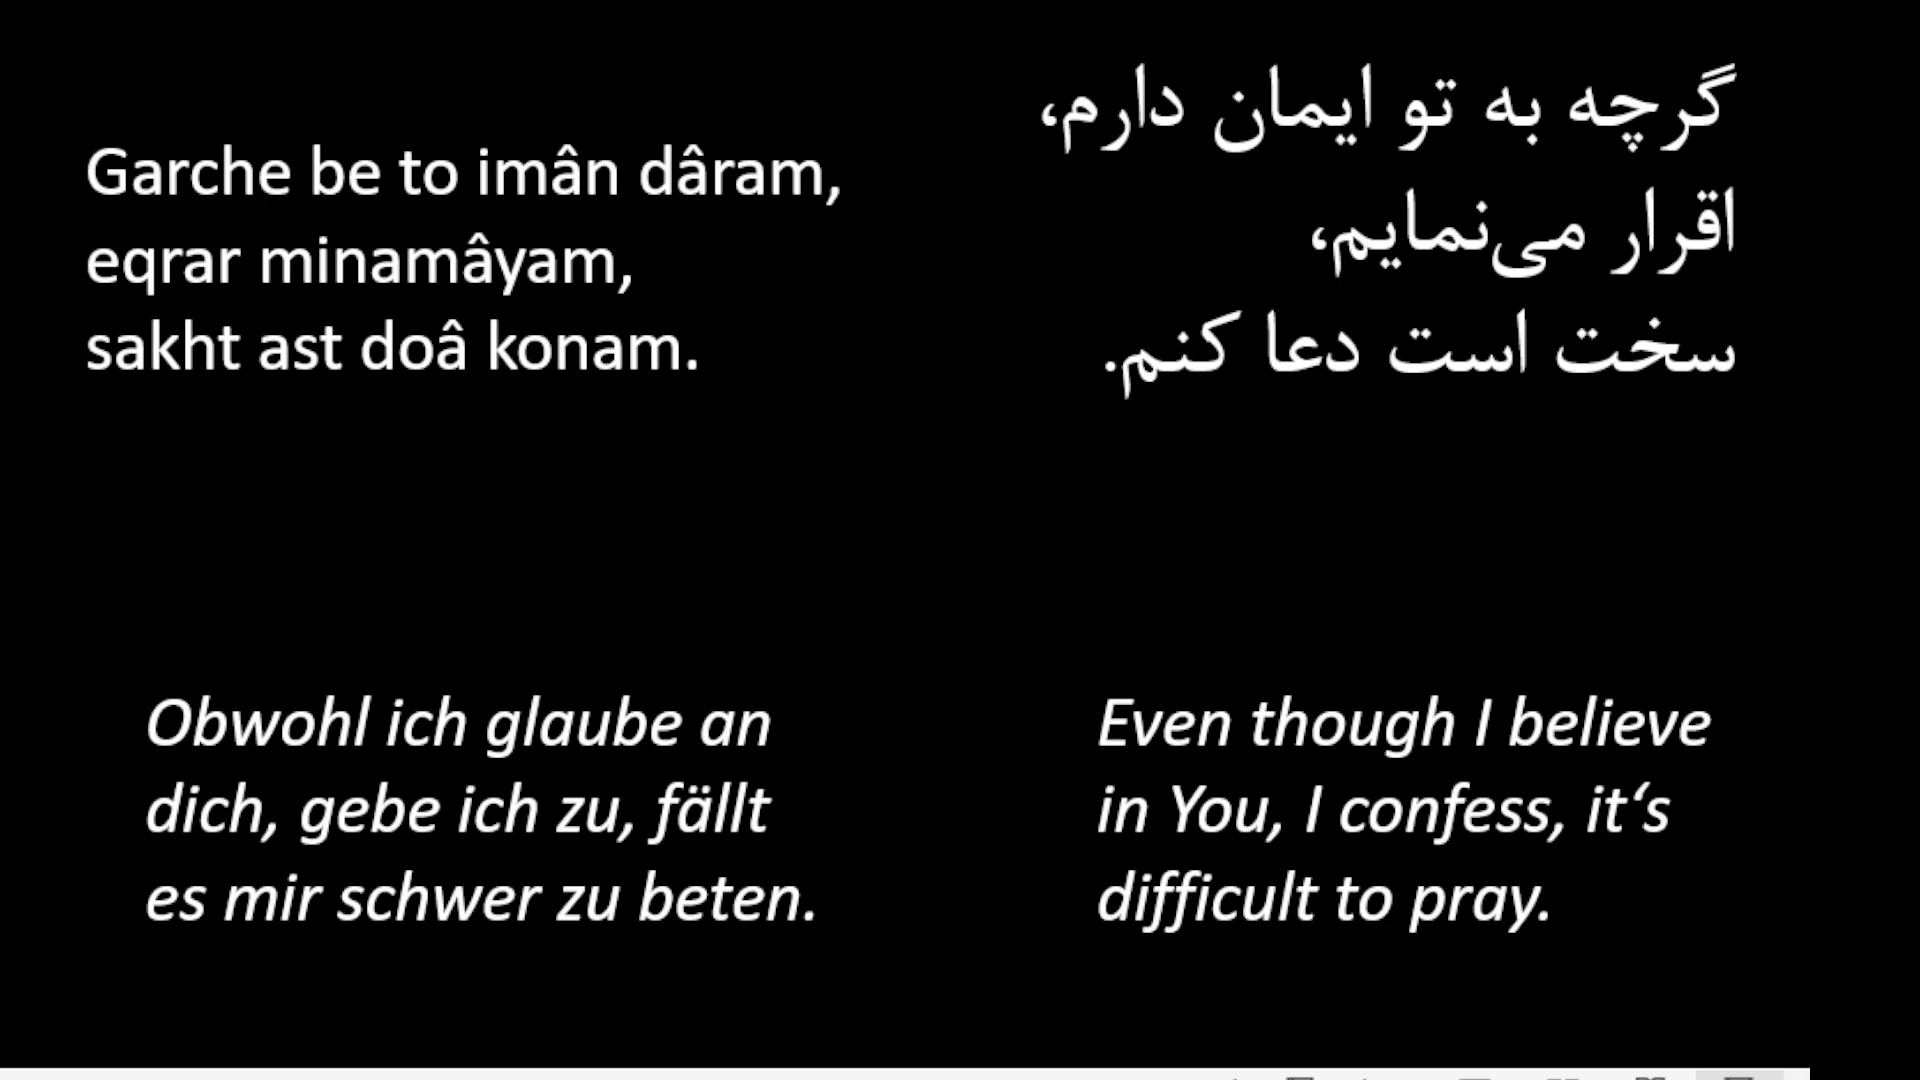 Garche be to imân dâram,
eqrar minamâyam,
sakht ast doâ konam.
گرچه به تو ایمان دارم،
اقرار می‌نمایم،
سخت است دعا کنم.
Obwohl ich glaube an
dich, gebe ich zu, fällt
es mir schwer zu beten.
Even though I believe
in You, I confess, it‘s
difficult to pray.